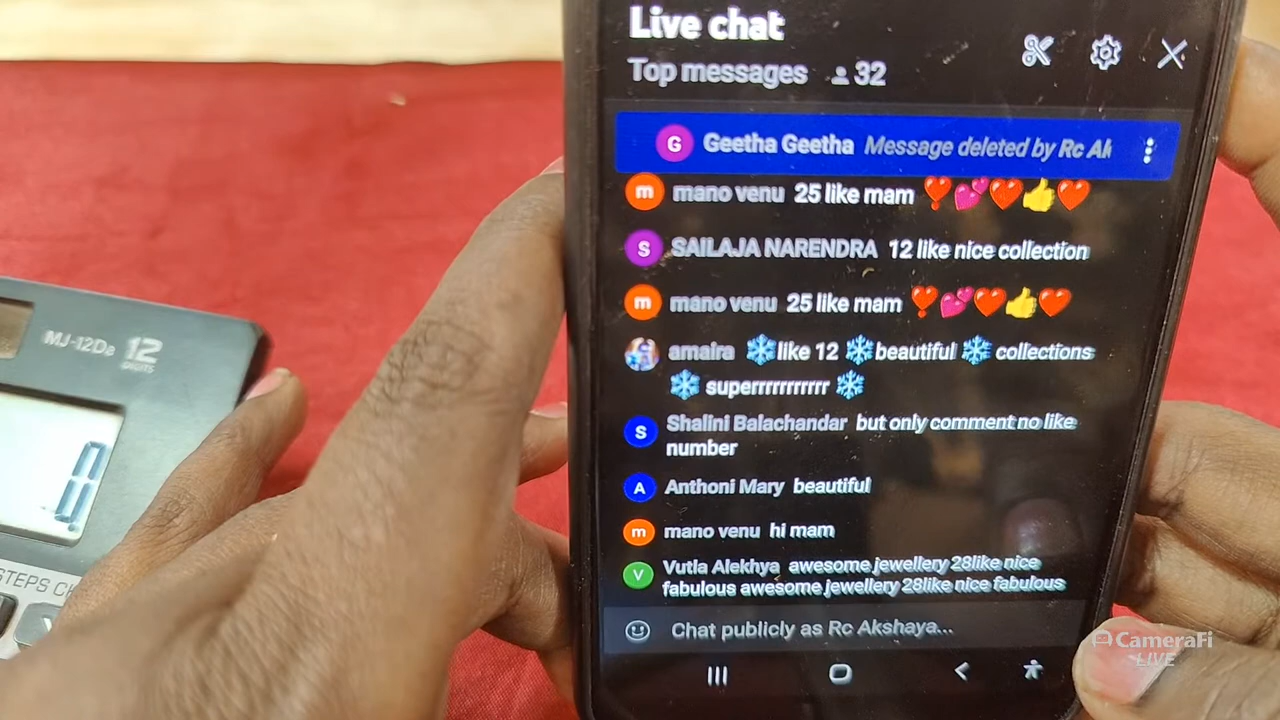 Live chat
Top messages 32
G Geetha Geetha Message deleted by Rc Ak
m mano venu 25 like mam ❣️💕❤️👍❤️
S SAILAJA NARENDRA 12 like nice collection
m mano venu 25 like mam ❣️💕❤️👍❤️
amaira ❄️like 12 ❄️beautiful ❄️ collections
❄️ superrrrrrrrrrr ❄️
S Shalini Balachandar but only comment no like
number
A Anthoni Mary beautiful
m mano venu hi mam
V Vutla Alekhya awesome jewellery 28like nice
fabulous awesome jewellery 28like nice fabulous
Chat publicly as Rc Akshaya...
CameraFi
LIVE
MJ-12Da 12
DIGITS
0.
STEPS